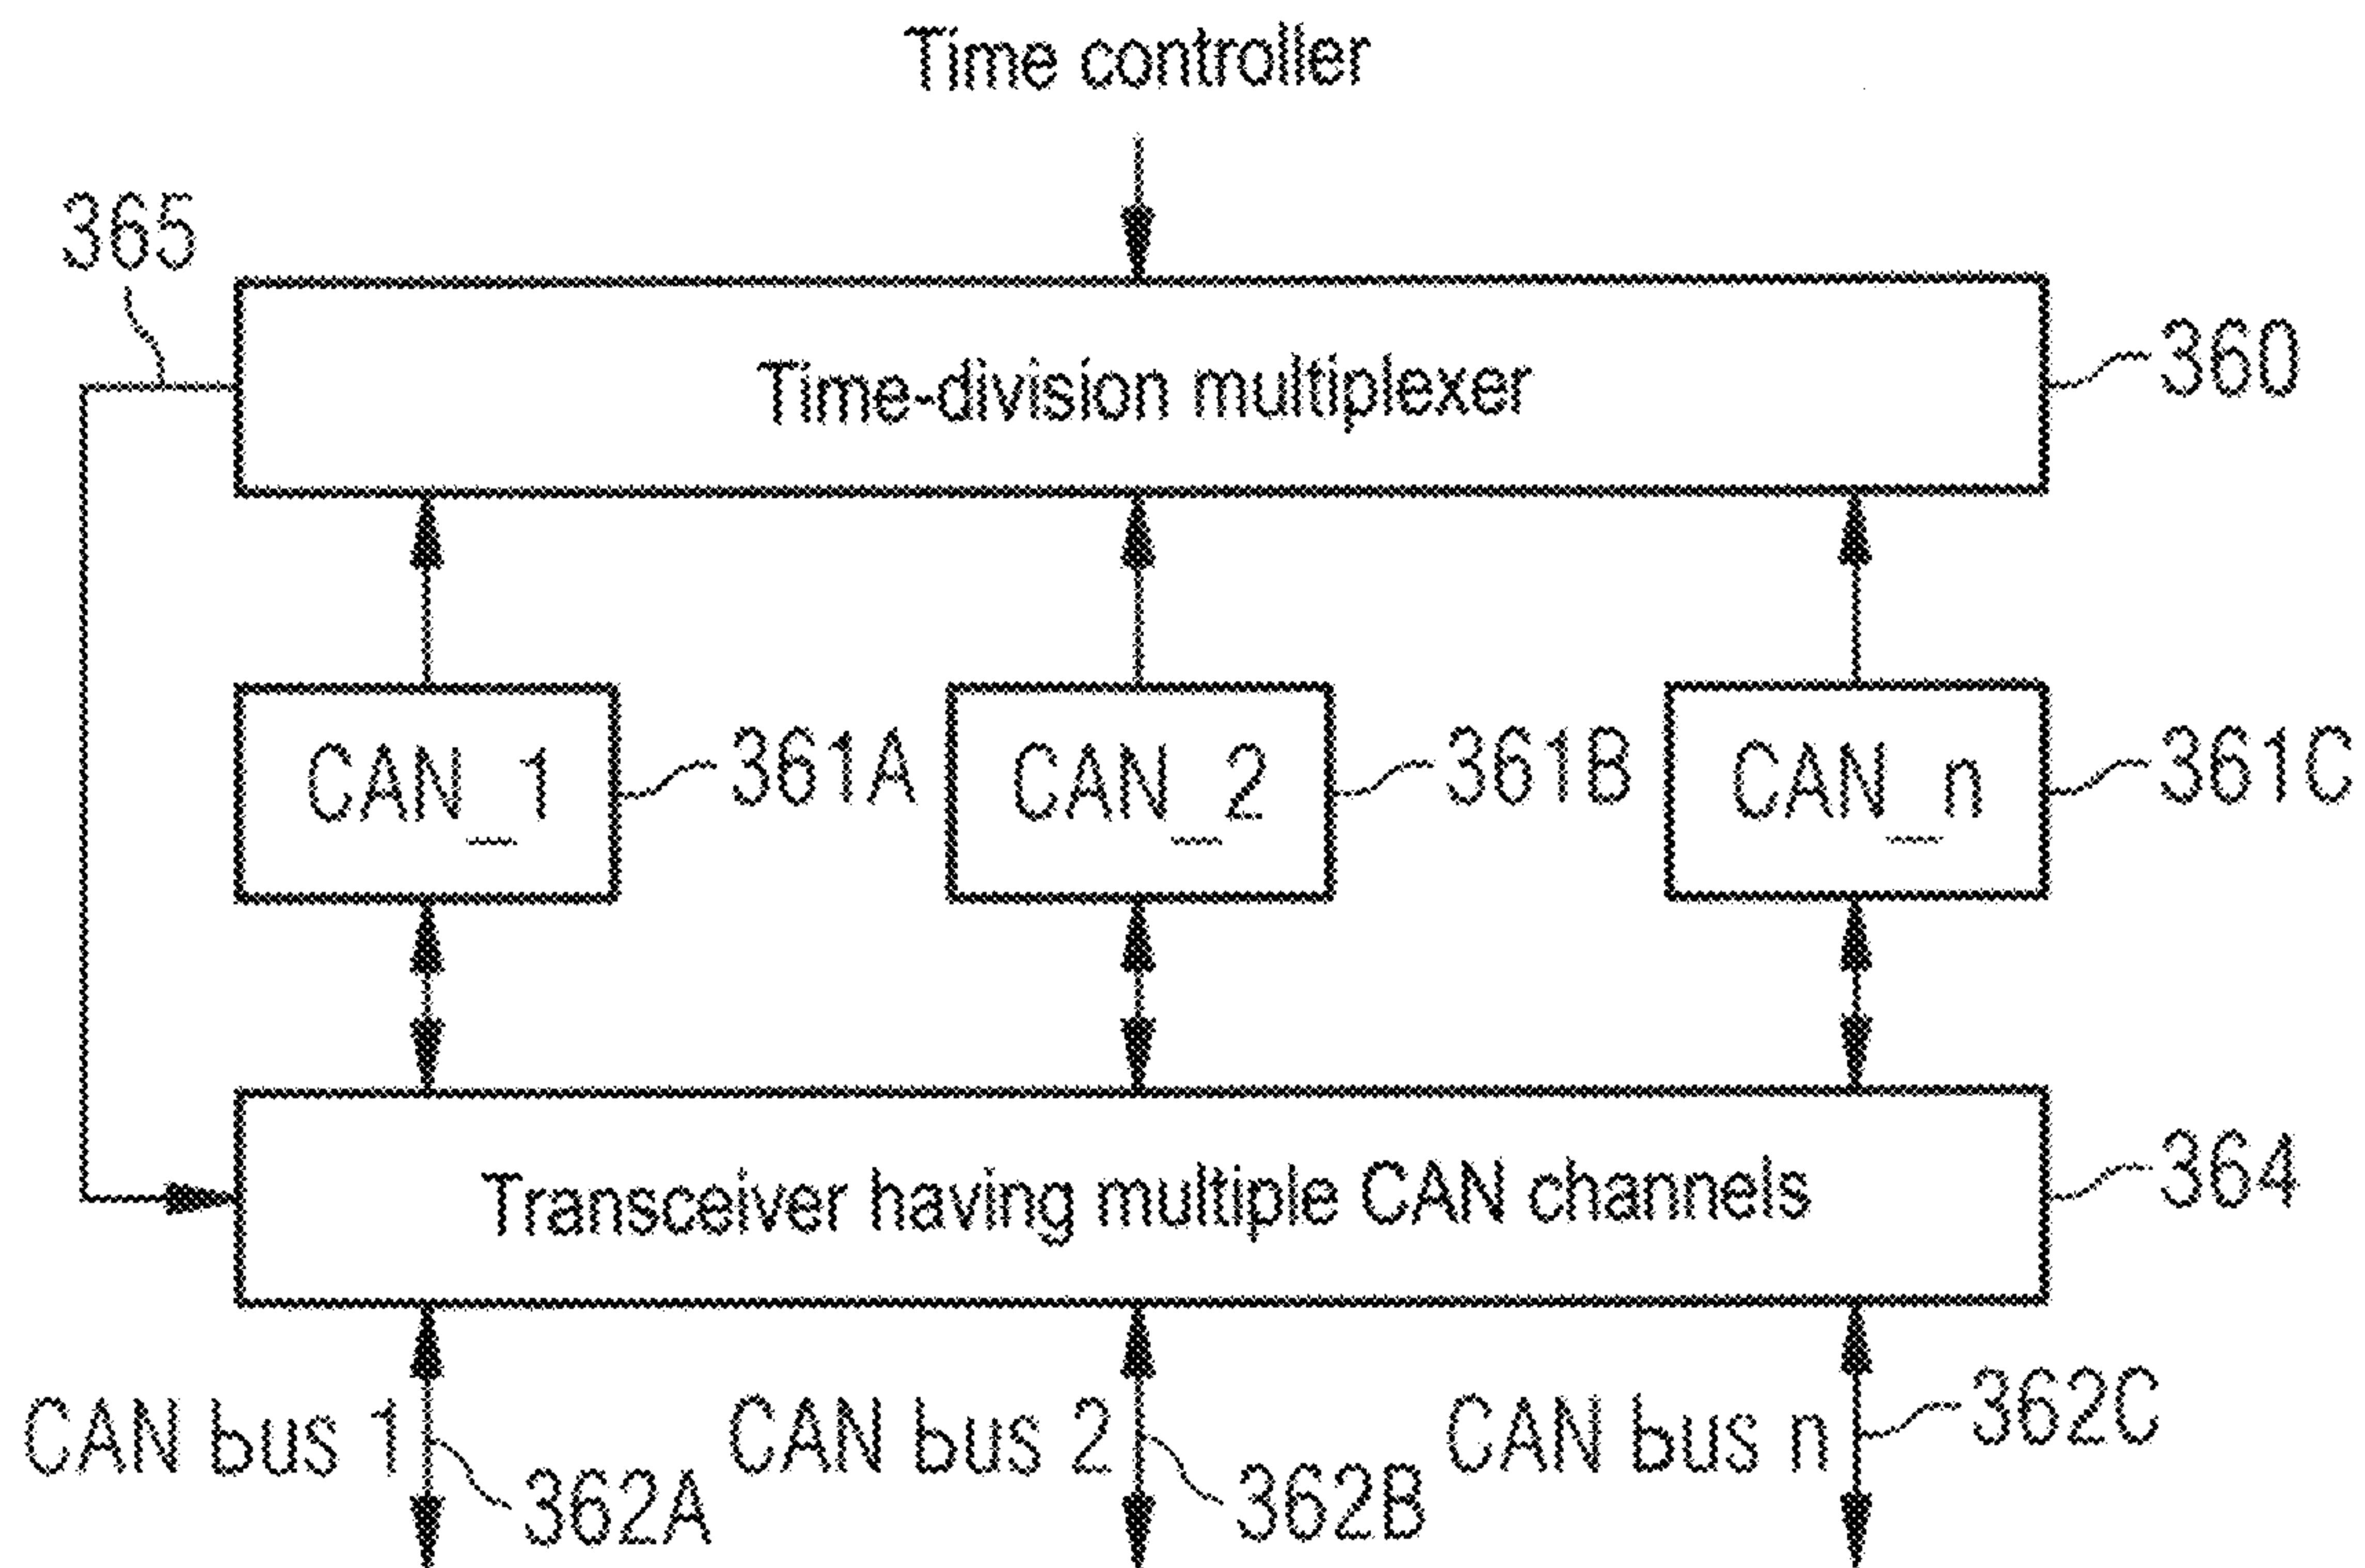 Time controller
365
Time-division multiplexer
360
CAN_1
361A
CAN_2
361B
CAN_n
361C
Transceiver having multiple CAN channels
364
CAN bus 1
362A
CAN bus 2
362B
CAN bus n
362C